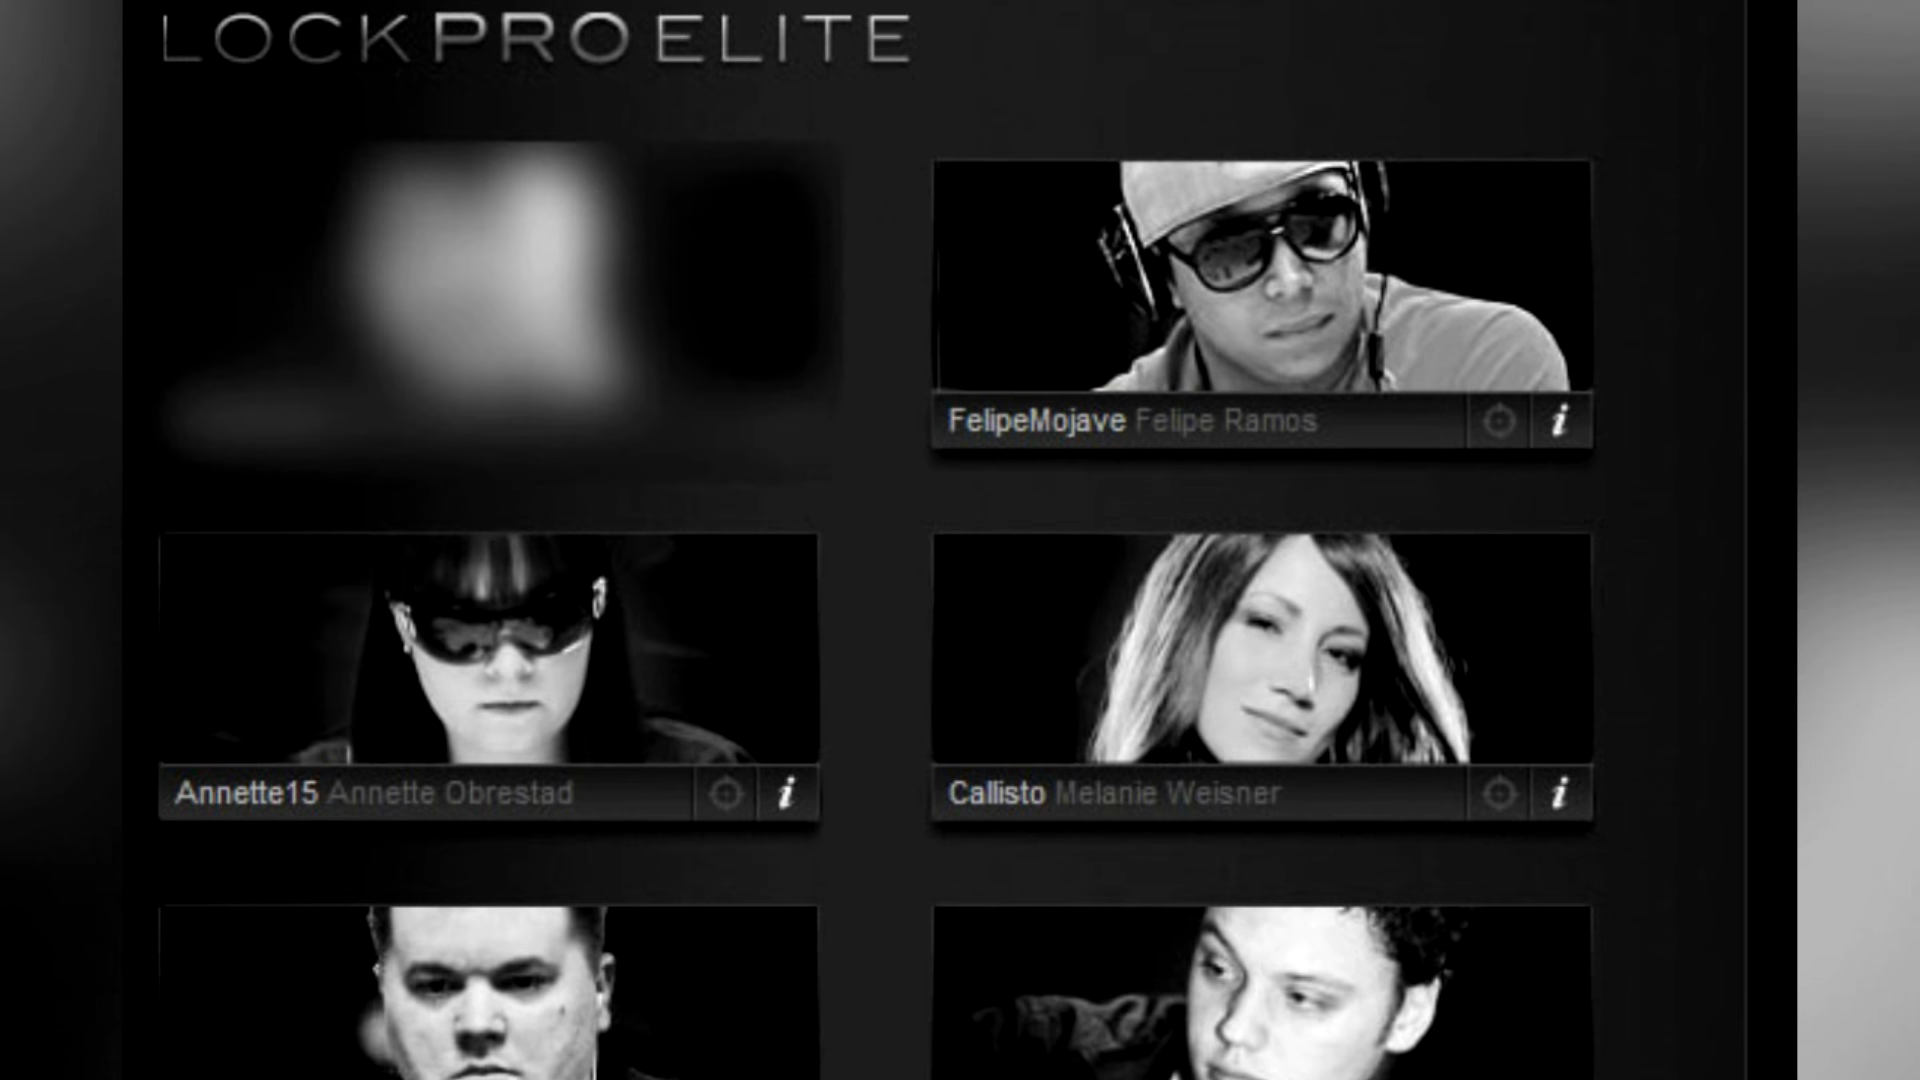 LOCKPROELITE
FelipeMojave Felipe Ramos
i
Annette15 Annette Obrestad
i
Callisto Melanie Weisner
i